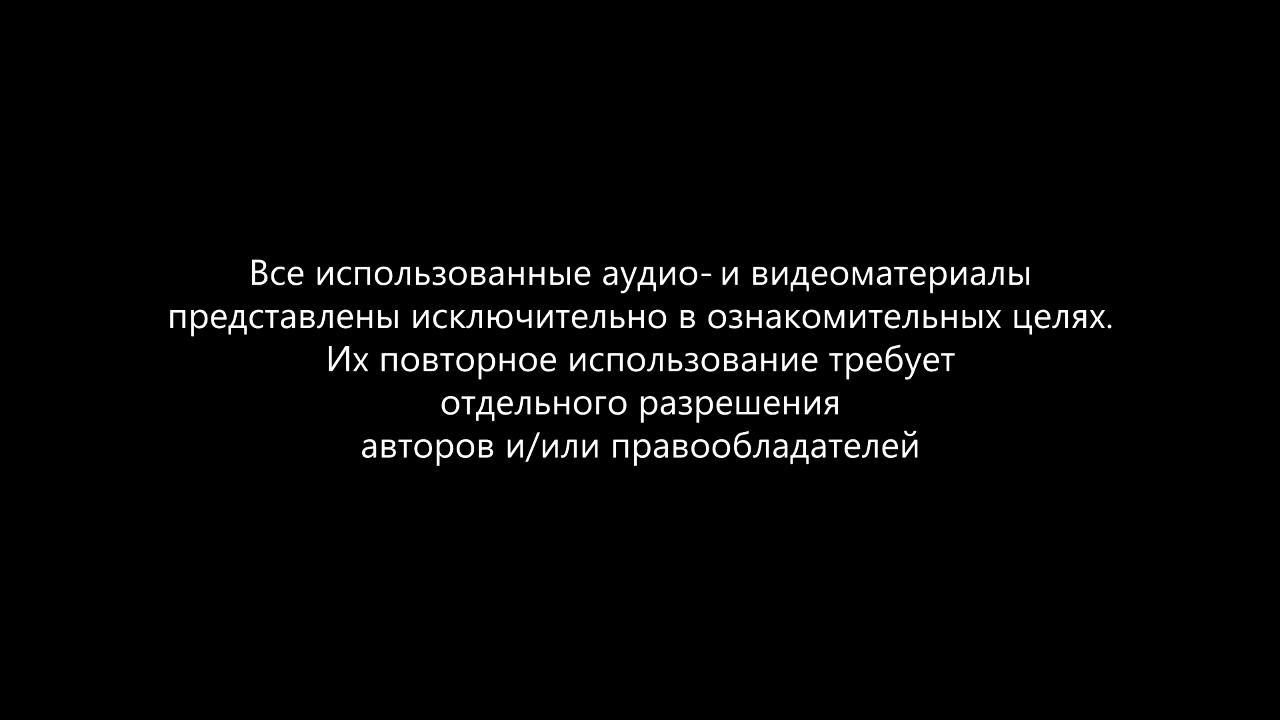 Все использованные аудио- и видеоматериалы
представлены исключительно в ознакомительных целях.
Их повторное использование требует
отдельного разрешения
авторов и/или правообладателей